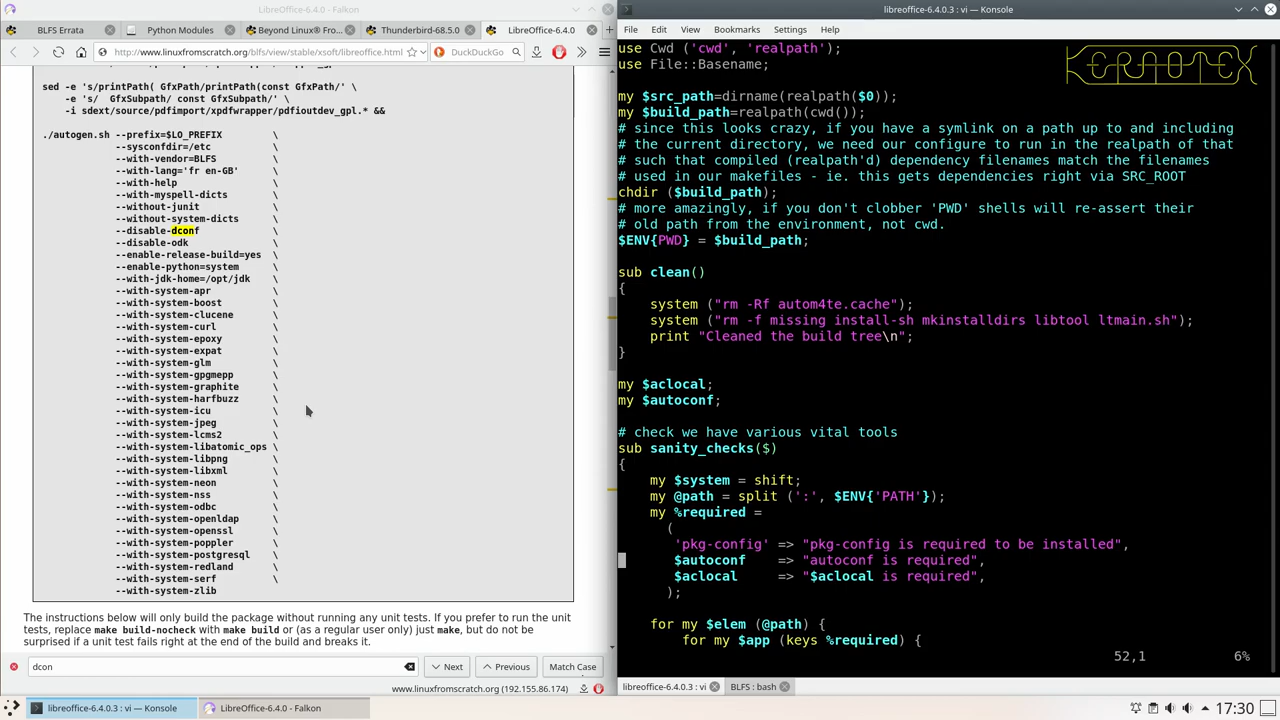 LibreOffice-6.4.0 - Falkon
BLFS Errata
Python Modules
Beyond Linux® Fro...
Thunderbird-68.5.0
LibreOffice-6.4.0
http://www.linuxfromscratch.org/blfs/view/stable/xsoft/libreoffice.html
DuckDuckGo
sed -e 's/printPath( GfxPath/printPath(const GfxPath/' \
-e 's/  GfxSubpath/ const GfxSubPath/' \
-i sdext/source/pdfimport/xpdfwrapper/pdfioutdev_gpl.* &&
./autogen.sh --prefix=$LO_PREFIX \
--sysconfdir=/etc \
--with-vendor=BLFS \
--with-lang='fr en-GB' \
--with-help \
--with-myspell-dicts \
--without-junit \
--without-system-dicts \
--disable-dconf \
--disable-odk \
--enable-release-build=yes \
--enable-python=system \
--with-jdk-home=/opt/jdk \
--with-system-apr \
--with-system-boost \
--with-system-clucene \
--with-system-curl \
--with-system-epoxy \
--with-system-expat \
--with-system-glm \
--with-system-gpgmepp \
--with-system-graphite \
--with-system-harfbuzz \
--with-system-icu \
--with-system-jpeg \
--with-system-lcms2 \
--with-system-libatomic_ops \
--with-system-libpng \
--with-system-libxml \
--with-system-neon \
--with-system-nss \
--with-system-odbc \
--with-system-openldap \
--with-system-openssl \
--with-system-poppler \
--with-system-postgresql \
--with-system-redland \
--with-system-serf \
--with-system-zlib
The instructions below will only build the package without running any unit tests. If you prefer to run the unit
tests, replace make build-nocheck with make build or (as a regular user only) just make, but do not be
surprised if a unit test fails right at the end of the build and breaks it.
dcon
Next
Previous
Match Case
www.linuxfromscratch.org (192.155.86.174)
libreoffice-6.4.0.3 : vi — Konsole
File Edit View Bookmarks Settings Help
use Cwd ('cwd', 'realpath');
use File::Basename;
my $src_path=dirname(realpath($0));
my $build_path=realpath(cwd());
# since this looks crazy, if you have a symlink on a path up to and including
# the current directory, we need our configure to run in the realpath of that
# such that compiled (realpath'd) dependency filenames match the filenames
# used in our makefiles - ie. this gets dependencies right via SRC_ROOT
chdir ($build_path);
# more amazingly, if you don't clobber 'PWD' shells will re-assert their
# old path from the environment, not cwd.
$ENV{PWD} = $build_path;
sub clean()
{
system ("rm -Rf autom4te.cache");
system ("rm -f missing install-sh mkinstalldirs libtool ltmain.sh");
print "Cleaned the build tree\n";
}
my $aclocal;
my $autoconf;
# check we have various vital tools
sub sanity_checks($)
{
my $system = shift;
my @path = split (':', $ENV{'PATH'});
my %required =
(
'pkg-config' => "pkg-config is required to be installed",
$autoconf => "autoconf is required",
$aclocal => "$aclocal is required",
);
for my $elem (@path) {
for my $app (keys %required) {
52,1 6%
libreoffice-6.4.0.3 : vi
BLFS : bash
libreoffice-6.4.0.3 : vi — Konsole
LibreOffice-6.4.0 - Falkon
17:30